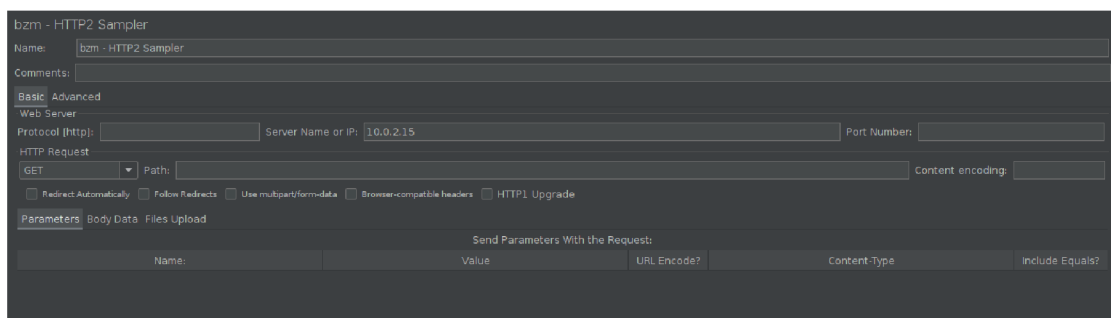 bzm - HTTP2 Sampler
Name: bzm - HTTP2 Sampler
Comments:
Basic Advanced
Web Server
Protocol [http]: Server Name or IP: 10.0.2.15 Port Number:
HTTP Request
GET Path: Content encoding:
Redirect Automatically Follow Redirects Use multipart/form-data Browser-compatible headers HTTP1 Upgrade
Parameters Body Data Files Upload
Send Parameters With the Request:
Name: Value URL Encode? Content-Type Include Equals?